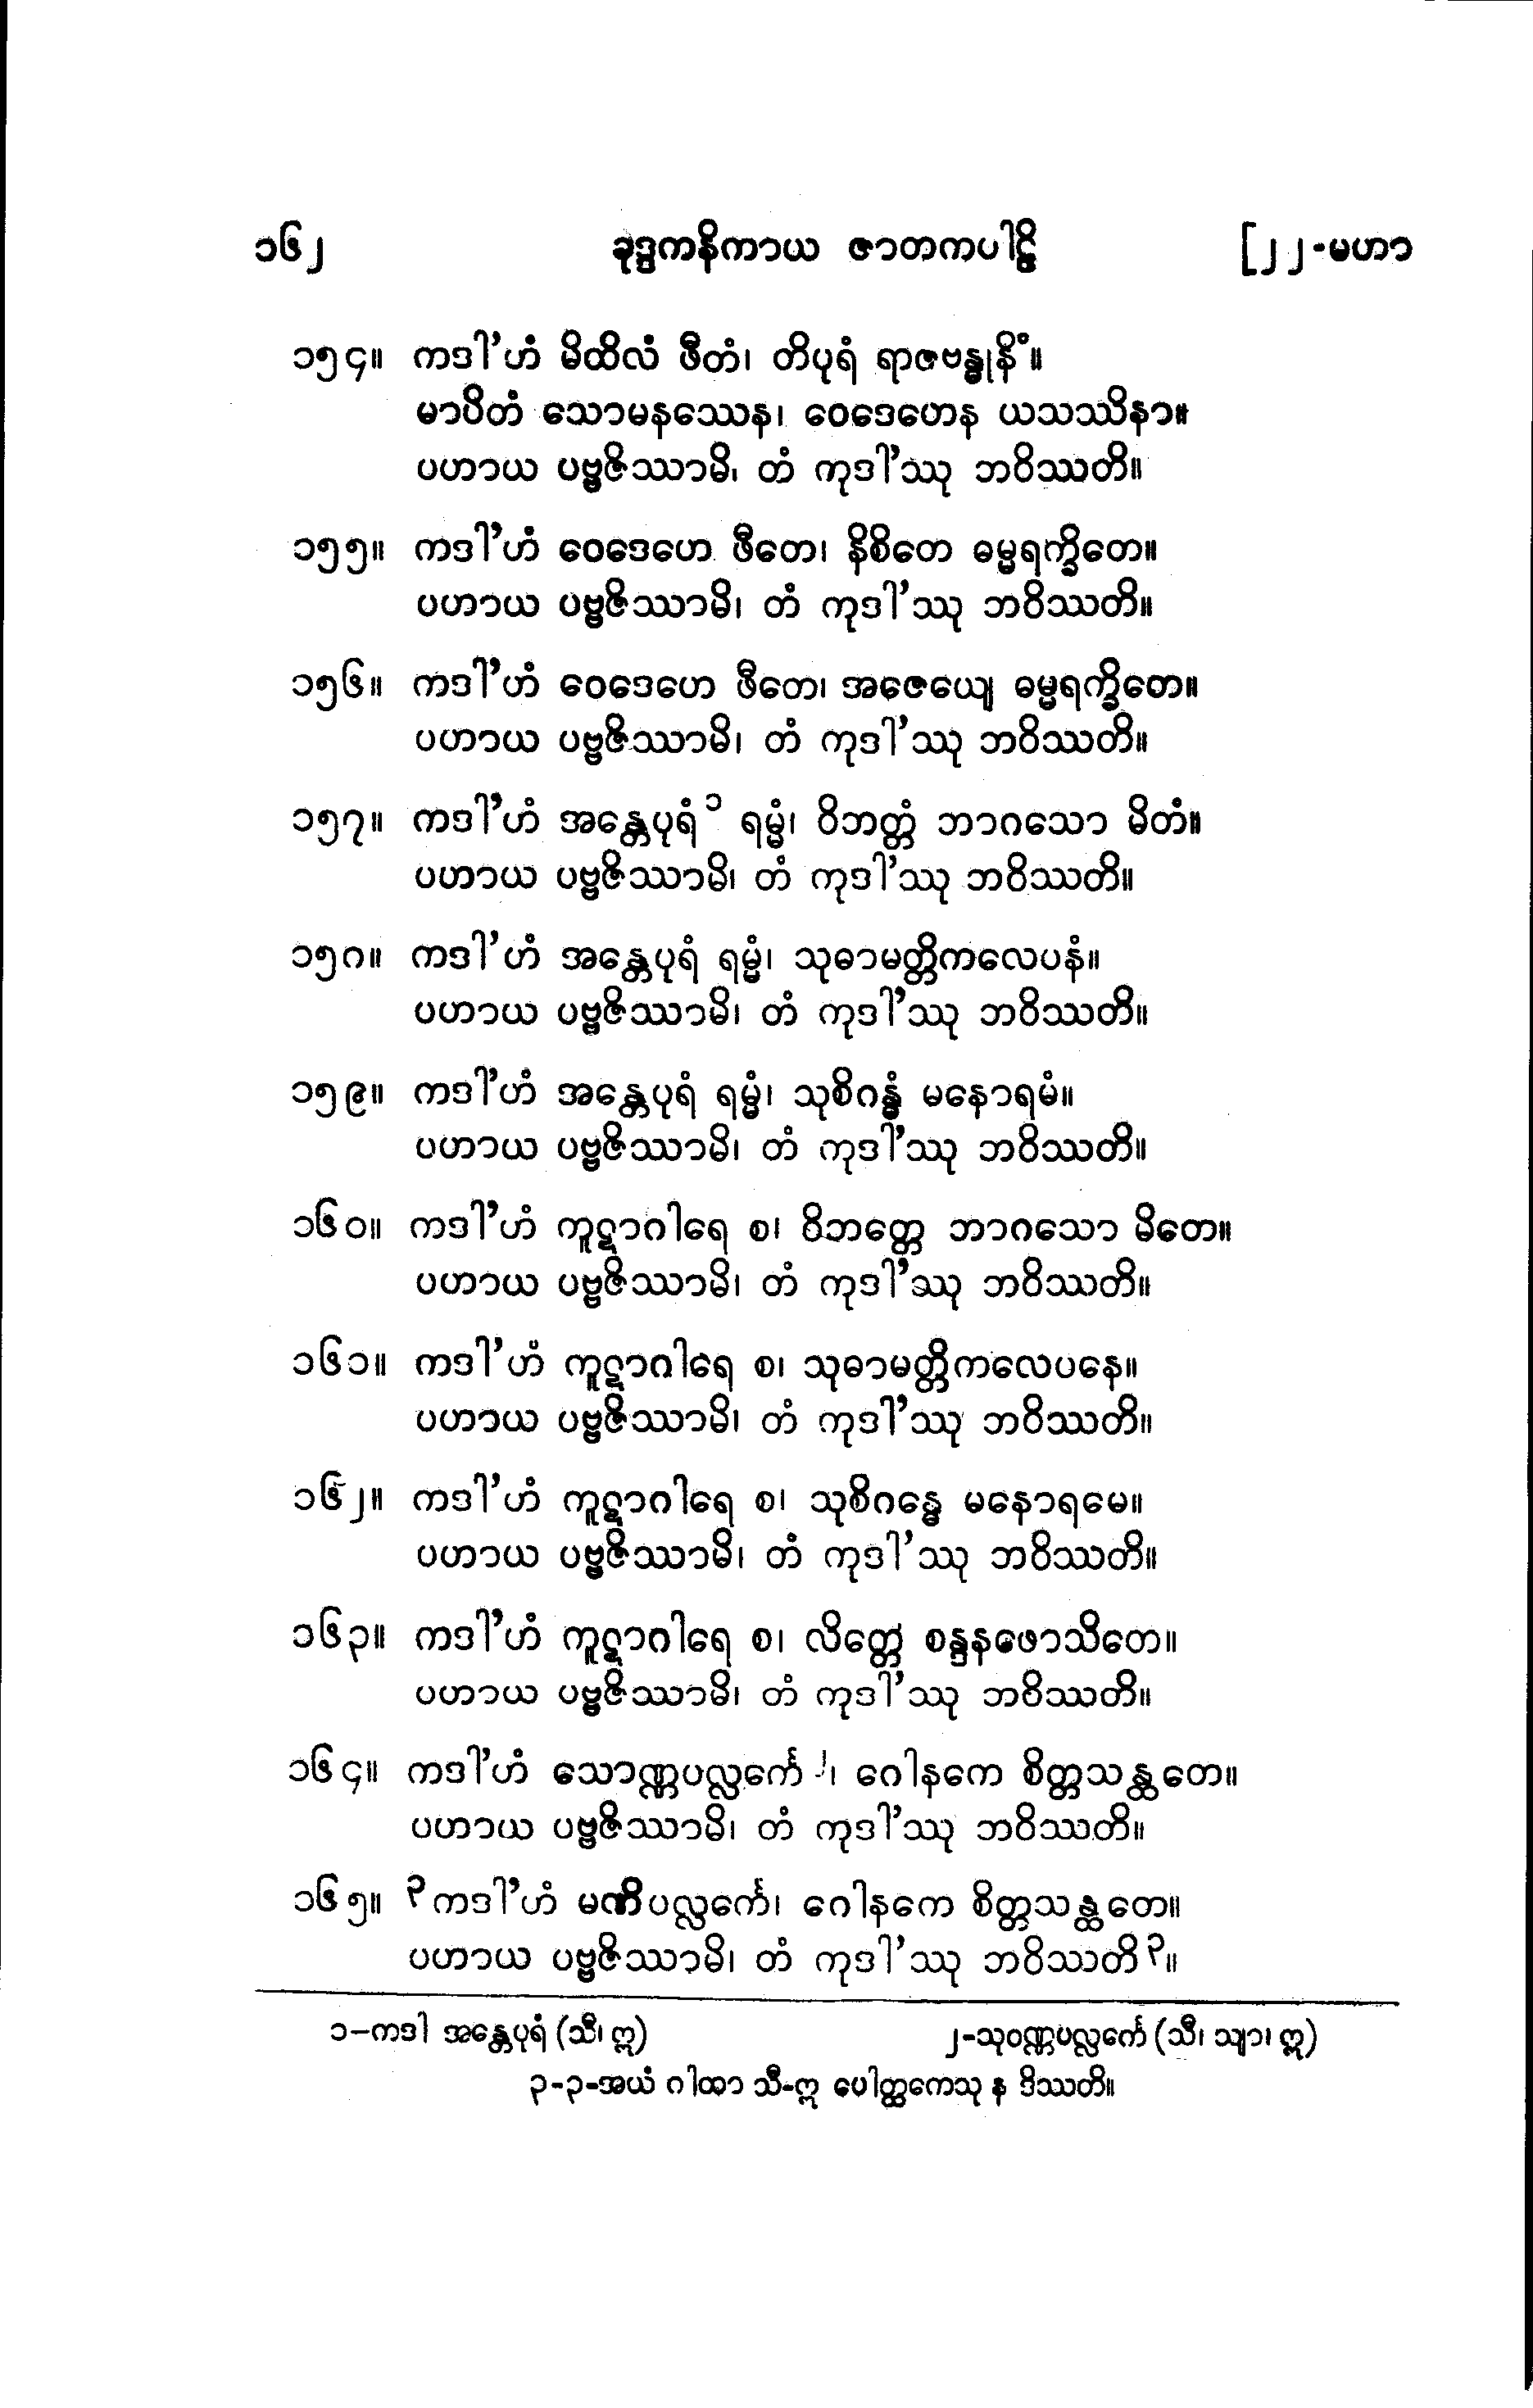 ၁၆၂ ခုဒ္ဒကနိကာယ ဇာတကပါဠိ [၂၂-မဟာ
၁၅၄။ ကဒါ’ဟံ မိထိလံ ဖီတံ၊ တိပုရံ ရာဇဗန္ဓုနိံ။
မာပိတံ သောမနဿေန၊ ဝေဒေဟေန ယသဿိနာ။
ပဟာယ ပဗ္ဗဇိဿာမိ၊ တံ ကုဒါ’ဿု ဘဝိဿတိ။
၁၅၅။ ကဒါ’ဟံ ဝေဒေဟေ ဖီတေ၊ နိစိတေ ဓမ္မရက္ခိတေ။
ပဟာယ ပဗ္ဗဇိဿာမိ၊ တံ ကုဒါ’ဿု ဘဝိဿတိ။
၁၅၆။ ကဒါ’ဟံ ဝေဒေဟေ ဖီတေ၊ အဇေယျေ ဓမ္မရက္ခိတေ။
ပဟာယ ပဗ္ဗဇိဿာမိ၊ တံ ကုဒါ’ဿု ဘဝိဿတိ။
၁၅၇။ ကဒါ’ဟံ အန္တေပုရံ ၁ ရမ္မံ၊ ဝိဘတ္တံ ဘာဂသော မိတံ။
ပဟာယ ပဗ္ဗဇိဿာမိ၊ တံ ကုဒါ’ဿု ဘဝိဿတိ။
၁၅၈။ ကဒါ’ဟံ အန္တေပုရံ ရမ္မံ၊ သုဓာမတ္တိကလေပနံ။
ပဟာယ ပဗ္ဗဇိဿာမိ၊ တံ ကုဒါ’ဿု ဘဝိဿတိ။
၁၅၉။ ကဒါ’ဟံ အန္တေပုရံ ရမ္မံ၊ သုစိဂန္ဓံ မနောရမံ။
ပဟာယ ပဗ္ဗဇိဿာမိ၊ တံ ကုဒါ’ဿု ဘဝိဿတိ။
၁၆၀။ ကဒါ’ဟံ ကူဋာဂါရေ စ၊ ဝိဘတ္တေ ဘာဂသော မိတေ။
ပဟာယ ပဗ္ဗဇိဿာမိ၊ တံ ကုဒါ’ဿု ဘဝိဿတိ။
၁၆၁။ ကဒါ’ဟံ ကူဋာဂါရေ စ၊ သုဓာမတ္တိကလေပနေ။
ပဟာယ ပဗ္ဗဇိဿာမိ၊ တံ ကုဒါ’ဿု ဘဝိဿတိ။
၁၆၂။ ကဒါ’ဟံ ကူဋာဂါရေ စ၊ သုစိဂန္ဓေ မနောရမေ။
ပဟာယ ပဗ္ဗဇိဿာမိ၊ တံ ကုဒါ’ဿု ဘဝိဿတိ။
၁၆၃။ ကဒါ’ဟံ ကူဋာဂါရေ စ၊ လိတ္တေ စန္ဒနဖောသိတေ။
ပဟာယ ပဗ္ဗဇိဿာမိ၊ တံ ကုဒါ’ဿု ဘဝိဿတိ။
၁၆၄။ ကဒါ’ဟံ သောဏ္ဏပလ္လင်္ကေ ၂၊ ဂေါနကေ စိတ္တသန္ထတေ။
ပဟာယ ပဗ္ဗဇိဿာမိ၊ တံ ကုဒါ’ဿု ဘဝိဿတိ။
၁၆၅။ ၃ ကဒါ’ဟံ မဏိပလ္လင်္ကေ၊ ဂေါနကေ စိတ္တသန္ထတေ။
ပဟာယ ပဗ္ဗဇိဿာမိ၊ တံ ကုဒါ’ဿု ဘဝိဿတိ ၃။
၁-ကဒါ အန္တေပုရံ (သီ၊ ဣ) ၂-သုဝဏ္ဏပလ္လင်္ကေ (သီ၊ သျာ၊ ဣ)
၃-၃-အယံ ဂါထာ သီ-ဣ ပေါတ္ထကေသု န ဒိဿတိ။